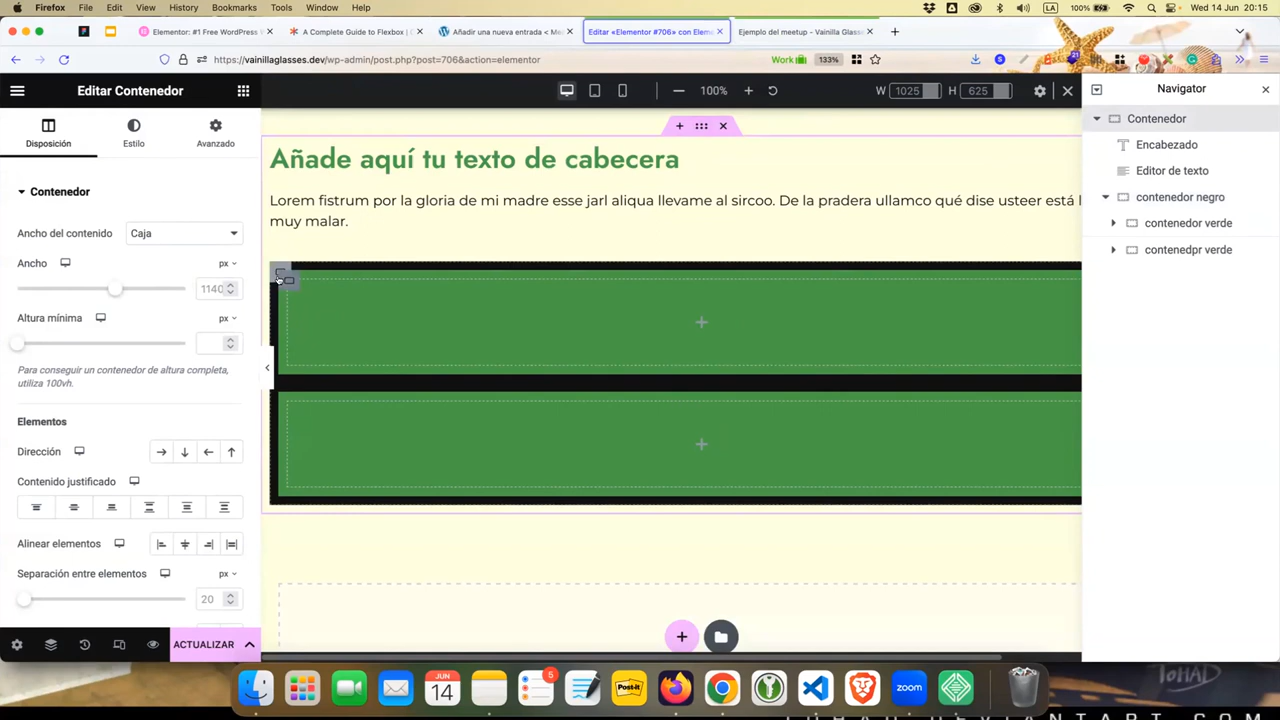 Firefox File Edit View History Bookmarks Tools Window Help
LA 100% Wed 14 Jun 20:15
Elementor: #1 Free WordPress
A Complete Guide to Flexbox | C
Añadir una nueva entrada < Me
Editar «Elementor #706» con Elem
Ejemplo del meetup – Vainilla Glasse
https://vainillaglasses.dev/wp-admin/post.php?post=706&action=elementor
Work
133%
Editar Contenedor
100%
W 1025
H 625
Navigator
Disposición
Estilo
Avanzado
Contenedor
Encabezado
Editor de texto
contenedor negro
contenedor verde
contenedpr verde
Añade aquí tu texto de cabecera
Lorem fistrum por la gloria de mi madre esse jarl aliqua llevame al sircoo. De la pradera ullamco qué dise usteer está l
muy malar.
Contenedor
Ancho del contenido
Caja
Ancho
px
1140
Altura mínima
px
Para conseguir un contenedor de altura completa,
utiliza 100vh.
Elementos
Dirección
Contenido justificado
Alinear elementos
Separación entre elementos
px
20
ACTUALIZAR
JUN
14
5
Post-it
zoom